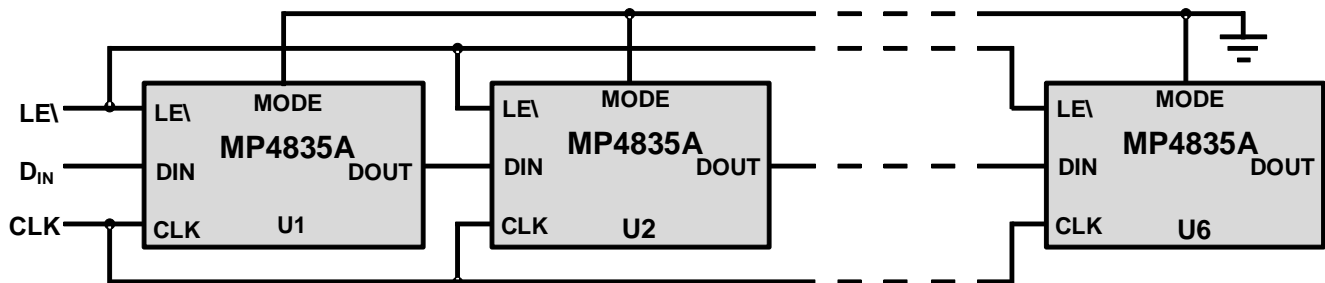 LE\
D_IN
CLK
MODE
LE\
MP4835A
DIN
DOUT
CLK
U1
MODE
LE\
MP4835A
DIN
DOUT
CLK
U2
MODE
LE\
MP4835A
DIN
DOUT
CLK
U6